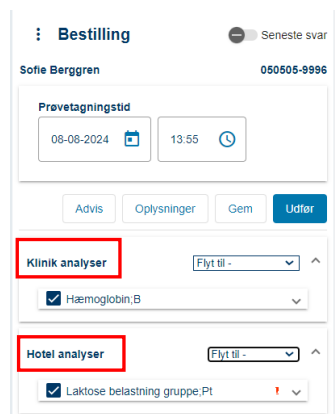 Bestilling
Seneste svar
Sofie Berggren 050505-9996
Prøvetagningstid
08-08-2024 13:55
Advis Oplysninger Gem Udfør
Klinik analyser Flyt til -
Hæmoglobin;B
Hotel analyser Flyt til -
Laktose belastning gruppe;Pt